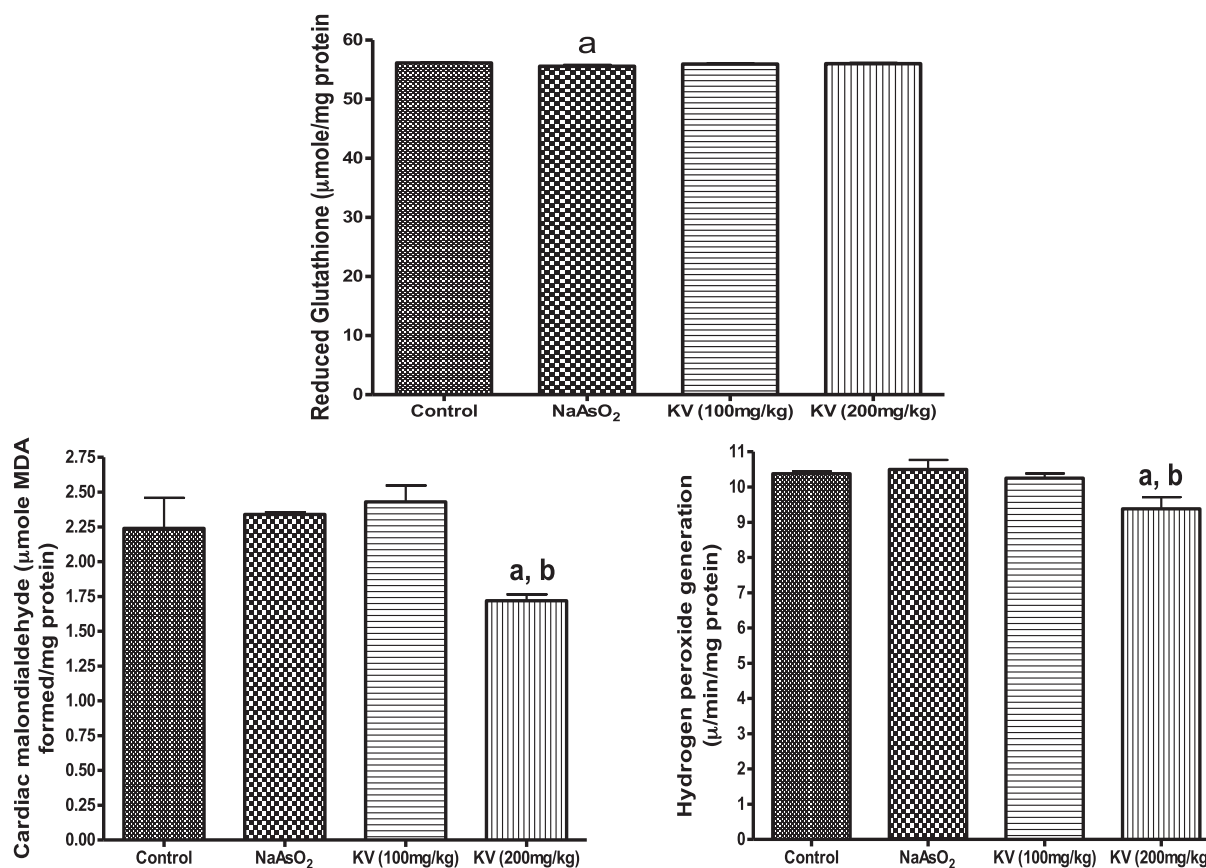 Reduced Glutathione (μmole/mg protein
60
50
40
30
20
10
0
a
Control
NaAsO₂
KV (100mg/kg)
KV (200mg/kg)
Cardiac malondialdehyde (μmole MDA
formed/mg protein)
2.75
2.50
2.25
2.00
1.75
1.50
1.25
1.00
0.75
0.50
0.25
0.00
a, b
Control
NaAsO₂
KV (100mg/kg)
KV (200mg/kg)
Hydrogen peroxide generation
(μ/min/mg protein)
11
10
9
8
7
6
5
4
3
2
1
0
a, b
Control
NaAsO₂
KV (100mg/kg)
KV (200mg/kg)